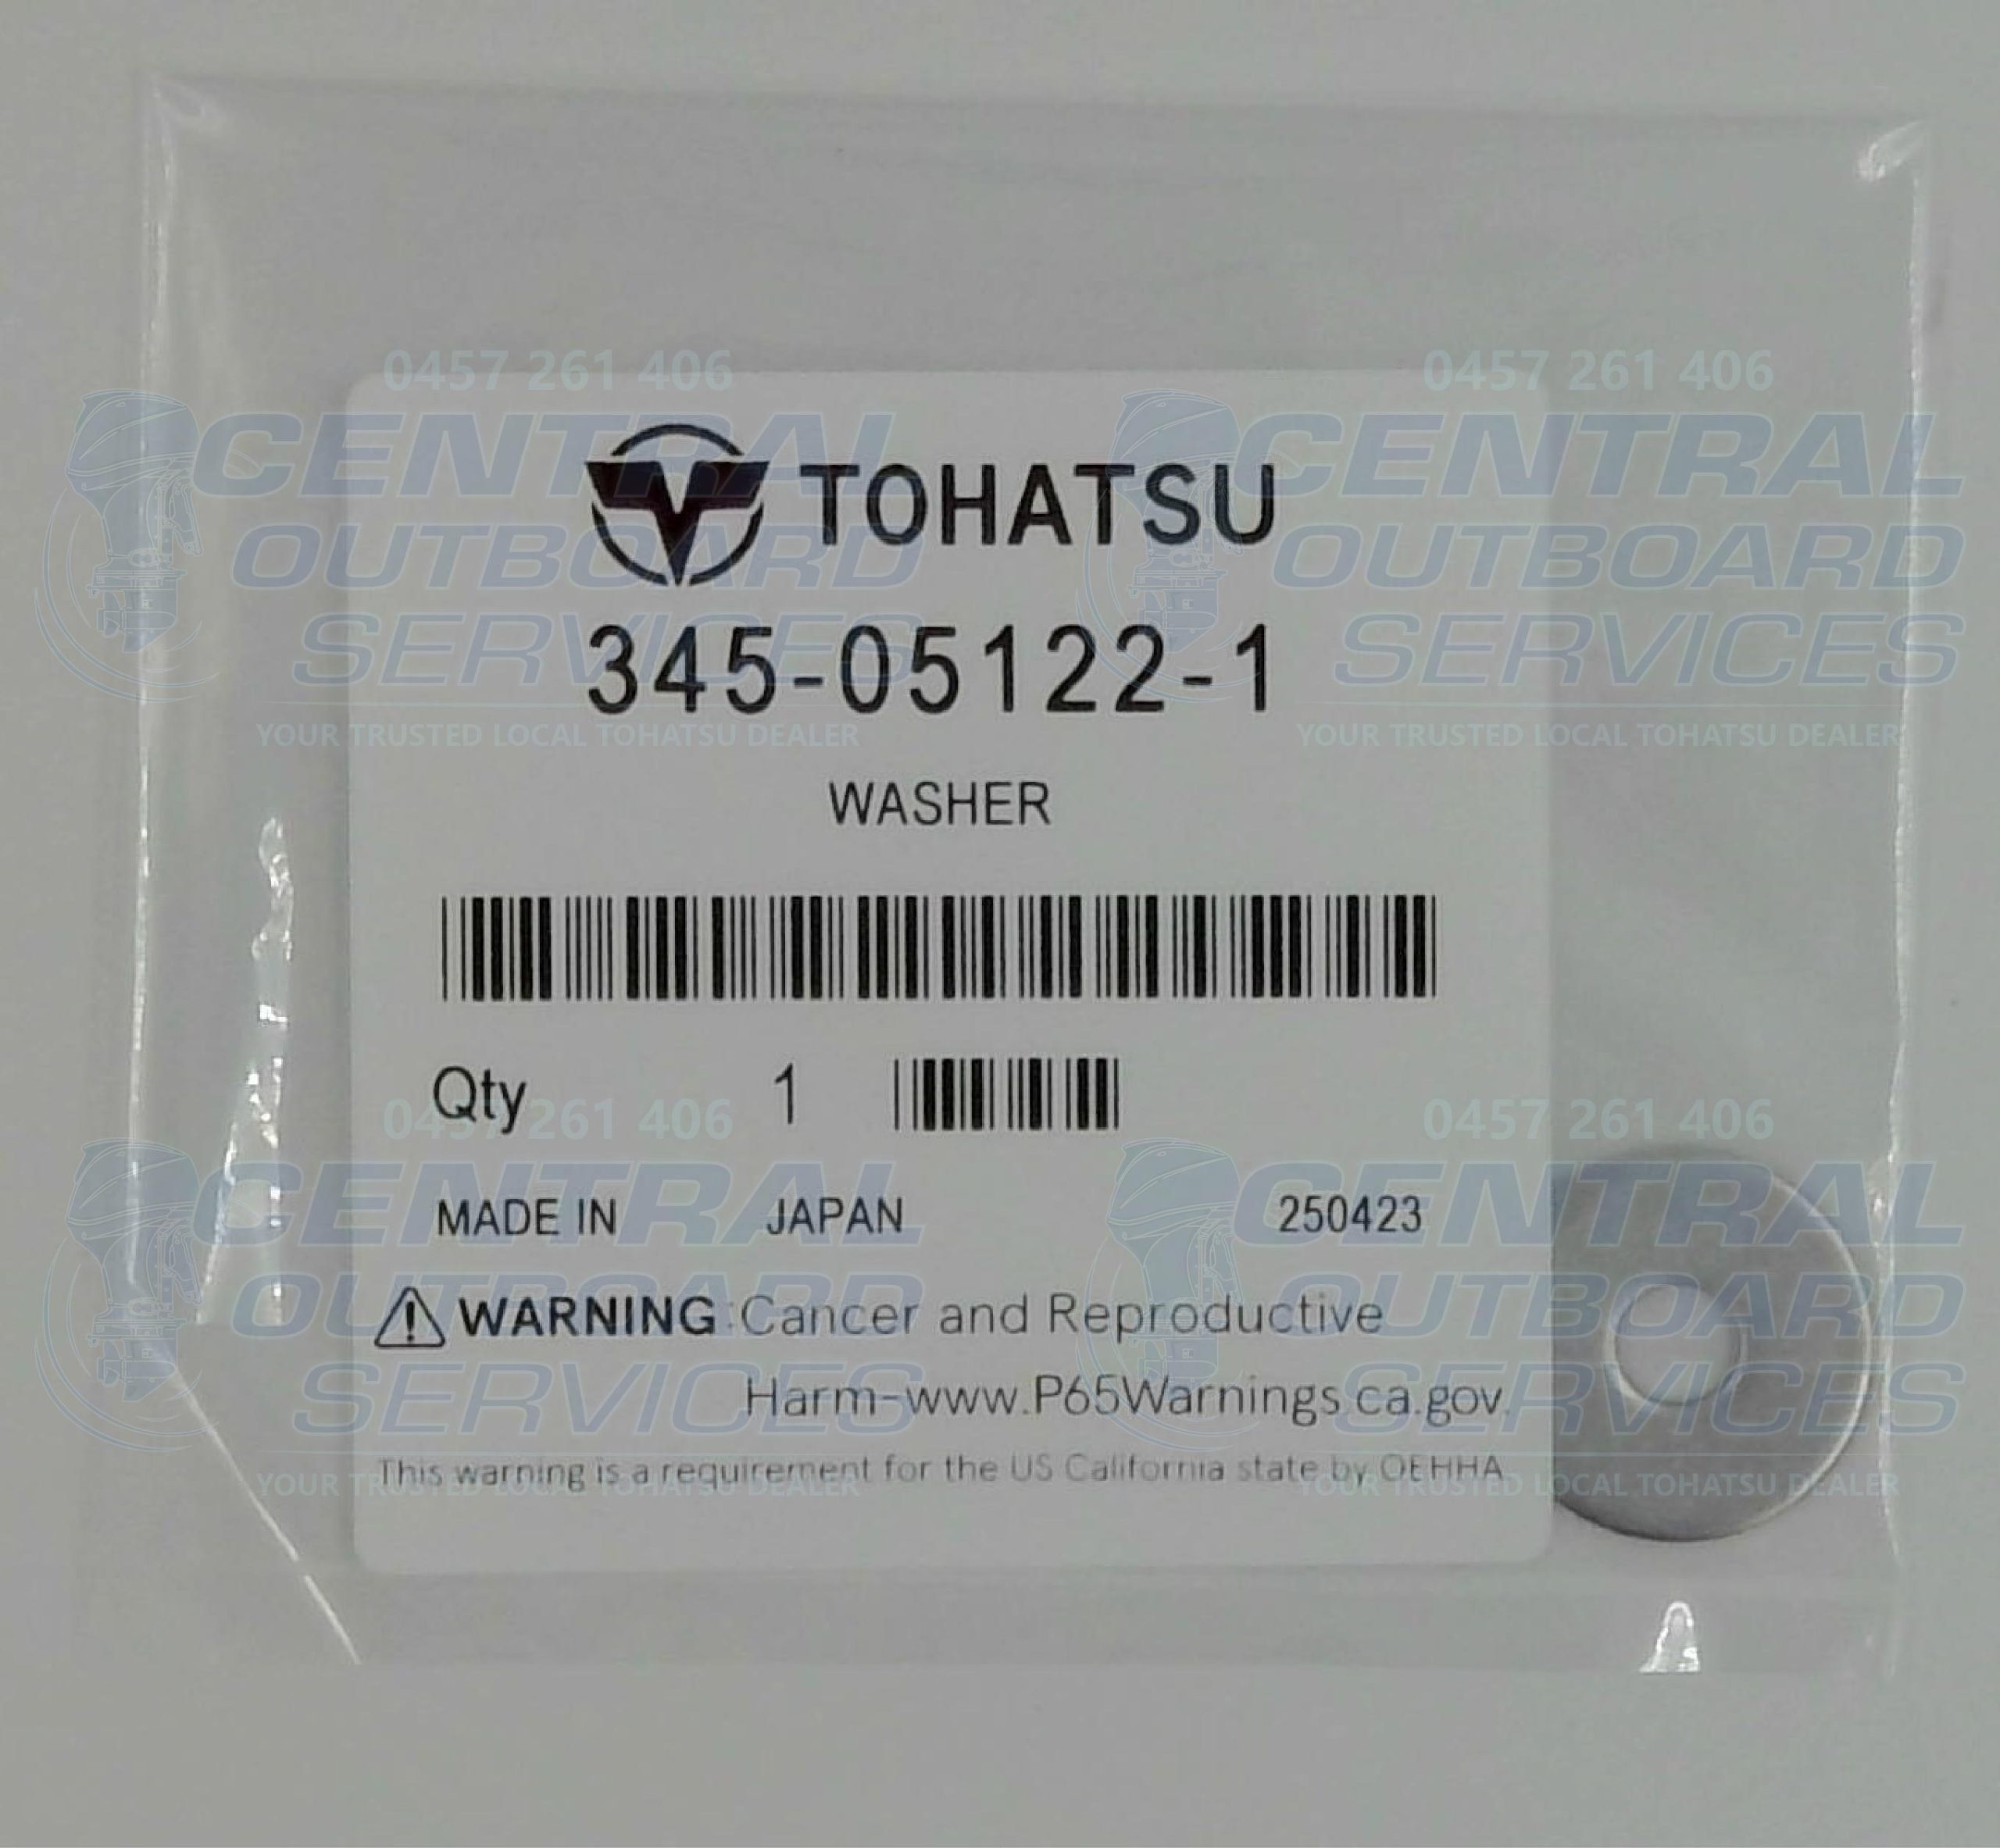 0457 261 406
CENTRAL
OUTBOARD
SERVICES
YOUR TRUSTED LOCAL TOHATSU DEALER
0457 261 406
CENTRAL
OUTBOARD
SERVICES
YOUR TRUSTED LOCAL TOHATSU DEALER
TOHATSU
345-05122-1
WASHER
Qty 1
MADE IN JAPAN 250423
WARNING: Cancer and Reproductive
Harm-www.P65Warnings.ca.gov.
This warning is a requirement for the US California state by OEHHA
0457 261 406
CENTRAL
OUTBOARD
SERVICES
YOUR TRUSTED LOCAL TOHATSU DEALER
0457 261 406
CENTRAL
OUTBOARD
SERVICES
YOUR TRUSTED LOCAL TOHATSU DEALER